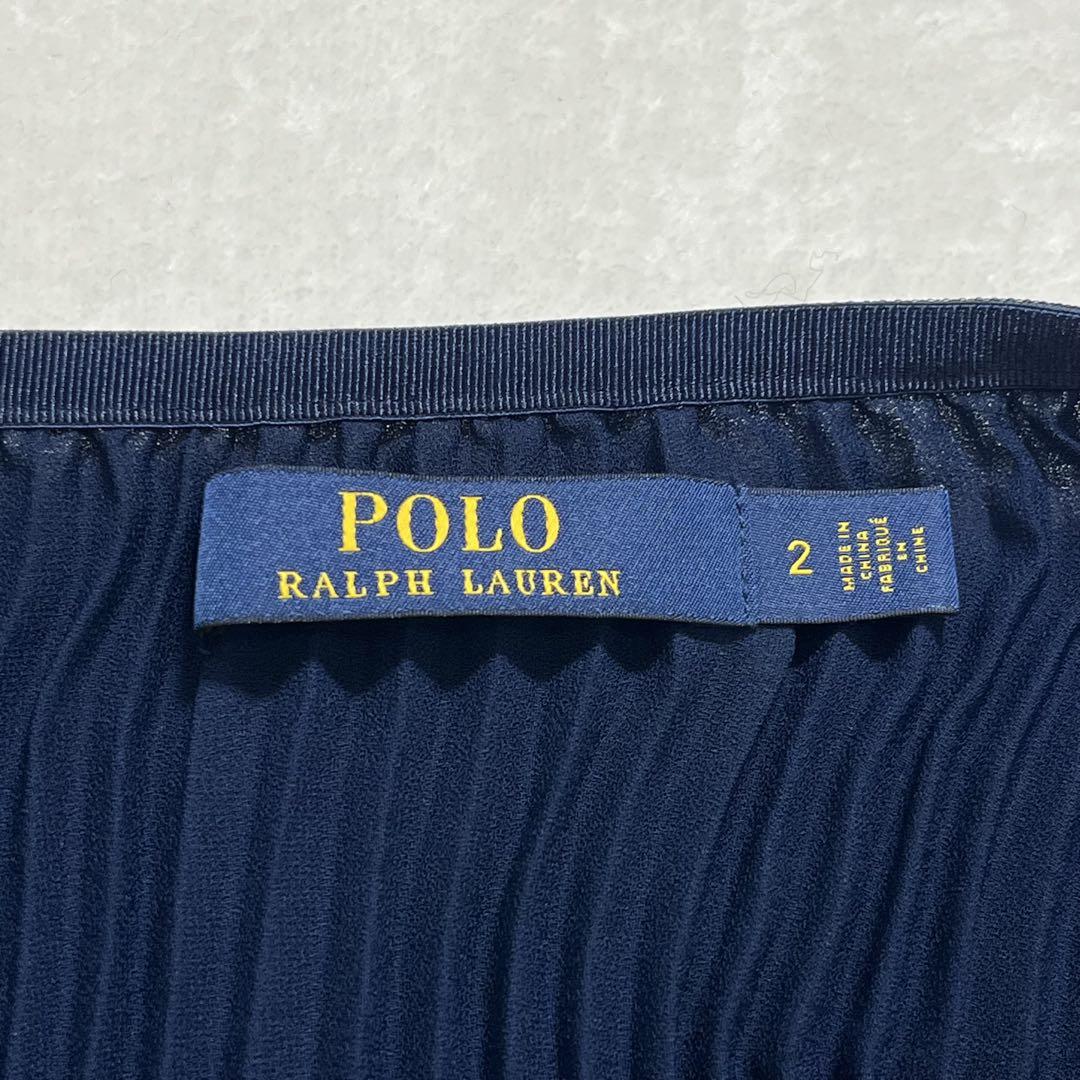 POLO
RALPH LAUREN
2
MADE IN
CHINA
FABRIQUÉ
EN
CHINE